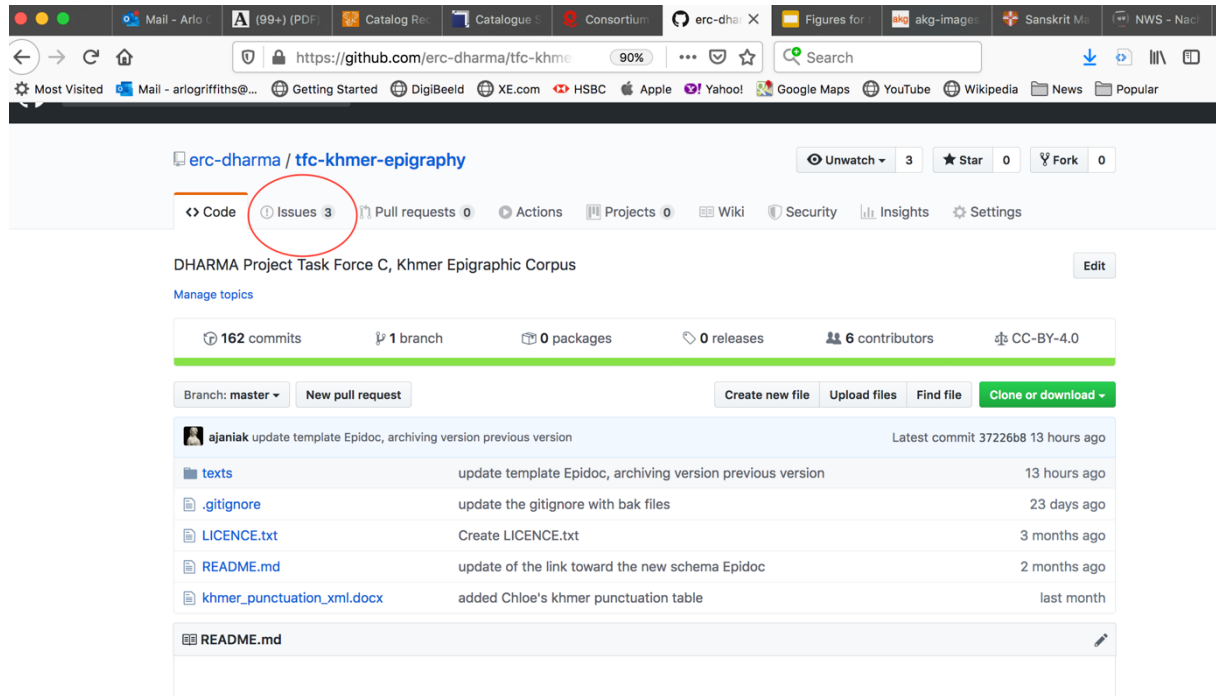 Mail - Arlo G (99+) (PDF) Catalog Rec Catalogue S Consortium erc-dhar Figures for akg-images Sanskrit Ma NWS - Nach
https://github.com/erc-dharma/tfc-khme 90% Search
Most Visited Mail - arlogriffiths@... Getting Started DigiBeeld XE.com HSBC Apple Yahoo! Google Maps YouTube Wikipedia News Popular
erc-dharma / tfc-khmer-epigraphy Unwatch 3 Star 0 Fork 0
<> Code Issues 3 Pull requests 0 Actions Projects 0 Wiki Security Insights Settings
DHARMA Project Task Force C, Khmer Epigraphic Corpus Edit
Manage topics
162 commits 1 branch 0 packages 0 releases 6 contributors CC-BY-4.0
Branch: master New pull request Create new file Upload files Find file Clone or download
ajaniak update template Epidoc, archiving version previous version Latest commit 37226b8 13 hours ago
texts update template Epidoc, archiving version previous version 13 hours ago
.gitignore update the gitignore with bak files 23 days ago
LICENCE.txt Create LICENCE.txt 3 months ago
README.md update of the link toward the new schema Epidoc 2 months ago
khmer_punctuation_xml.docx added Chloe's khmer punctuation table last month
README.md